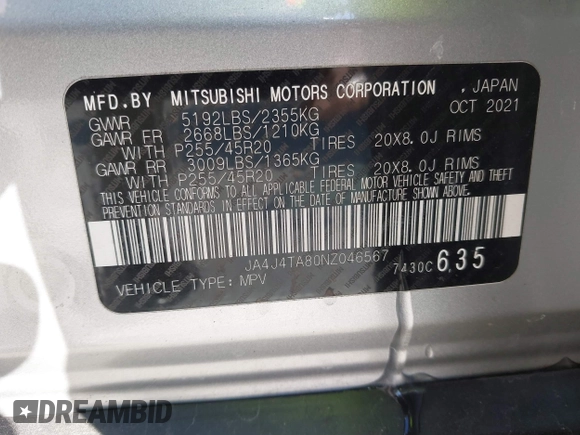 MFD.BY MITSUBISHI MOTORS CORPORATION , JAPAN
GVWR 5192LBS/2355KG OCT 2021
GAWR FR 2668LBS/1210KG
WITH P255/45R20 TIRES 20X8.0J RIMS
GAWR RR 3009LBS/1365KG
WITH P255/45R20 TIRES 20X8.0J RIMS
THIS VEHICLE CONFORMS TO ALL APPLICABLE FEDERAL MOTOR VEHICLE SAFETY AND THEFT
PREVENTION STANDARDS IN EFFECT ON THE DATE OF MANUFACTURE SHOWN ABOVE.
JA4J4TA80NZ046567
7430C 635
VEHICLE TYPE: MPV
DREAMBID